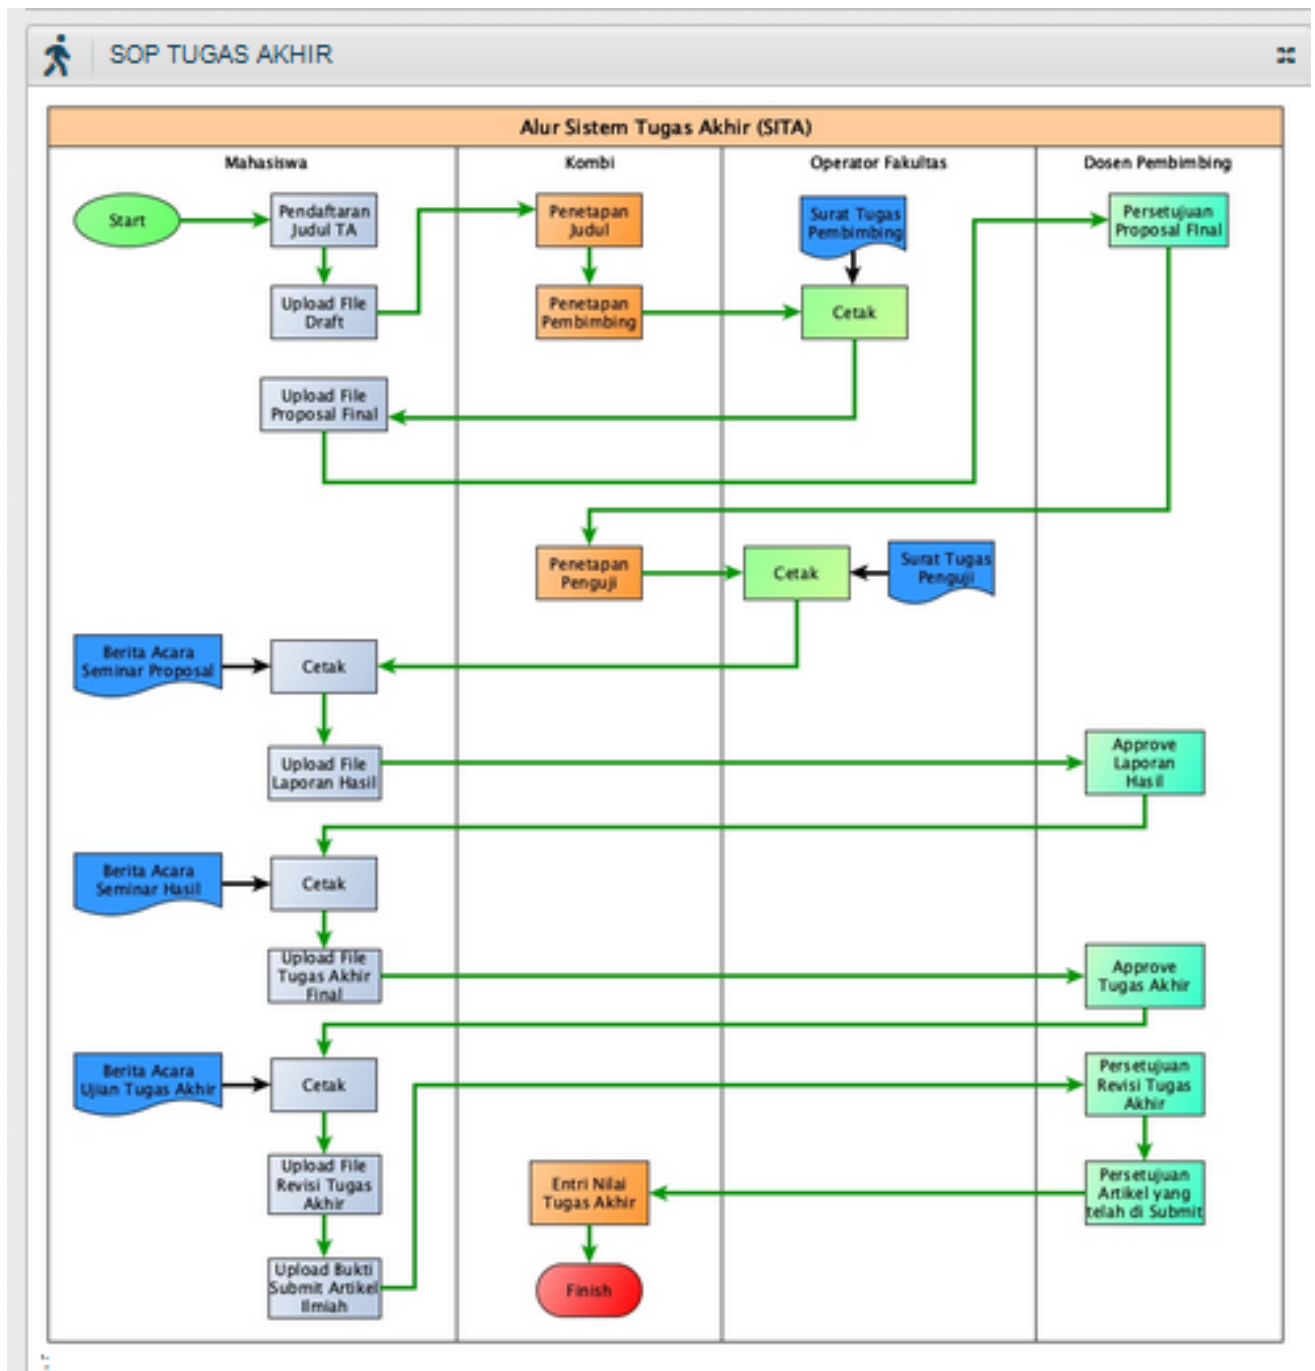 SOP TUGAS AKHIR
Alur Sistem Tugas Akhir (SITA)
Mahasiswa
Kombi
Operator Fakultas
Dosen Pembimbing
Start
Pendaftaran
Judul TA
Penetapan
Judul
Surat Tugas
Pembimbing
Persetujuan
Proposal FInal
Upload FIle
Draft
Penetapan
Pembimbing
Cetak
Upload File
Proposal Final
Penetapan
Penguji
Cetak
Surat Tugas
Penguji
Berita Acara
Seminar Proposal
Cetak
Upload File
Laporan Hasil
Approve
Laporan
Hasil
Berita Acara
Seminar Hasil
Cetak
Upload File
Tugas Akhir
Final
Approve
Tugas Akhir
Berita Acara
Ujian Tugas Akhir
Cetak
Persetujuan
Revisi Tugas
Akhir
Upload File
Revisi Tugas
Akhir
Entri Nilai
Tugas Akhir
Persetujuan
Artikel yang
telah di Submit
Upload Bukti
Submit Artikel
Ilmiah
Finish